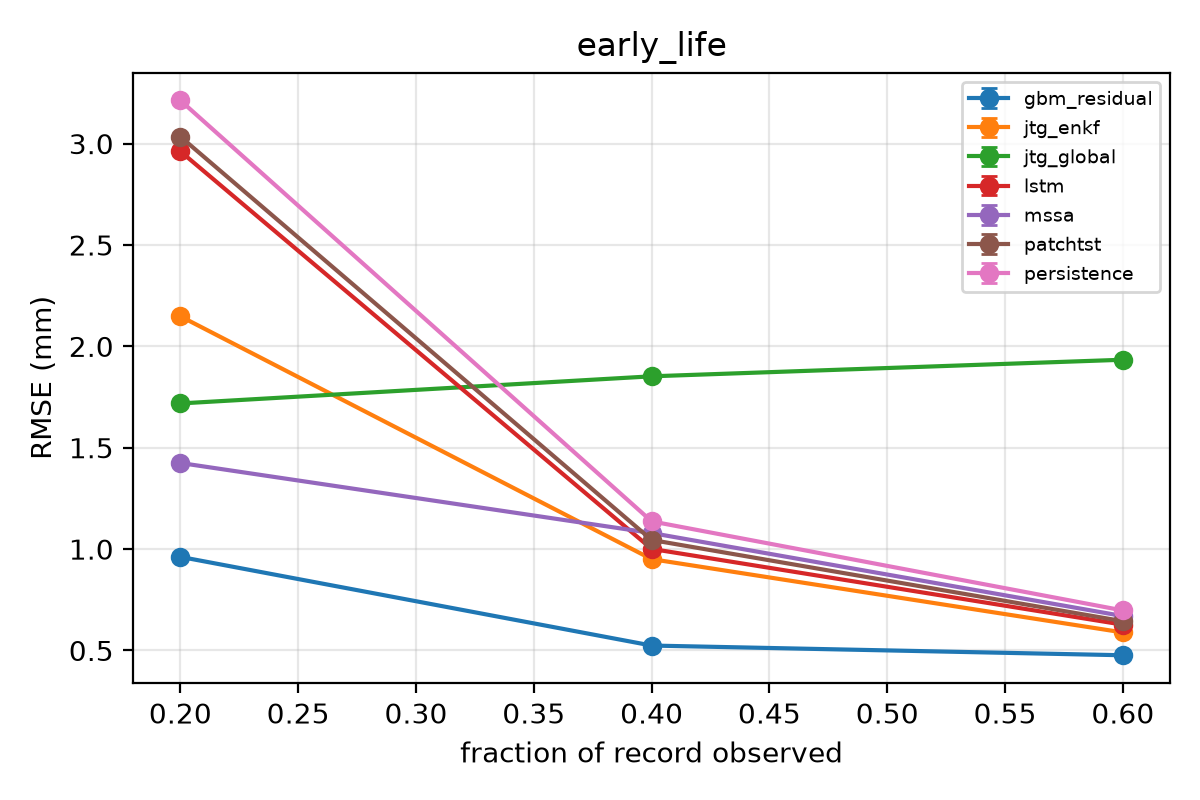 early_life
3.0
2.5
2.0
1.5
1.0
0.5
RMSE (mm)
gbm_residual
jtg_enkf
jtg_global
lstm
mssa
patchtst
persistence
0.20 0.25 0.30 0.35 0.40 0.45 0.50 0.55 0.60
fraction of record observed